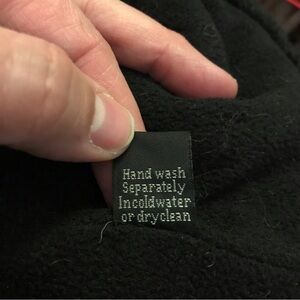 Hand wash
Separately
Incoldwater
or dryclean